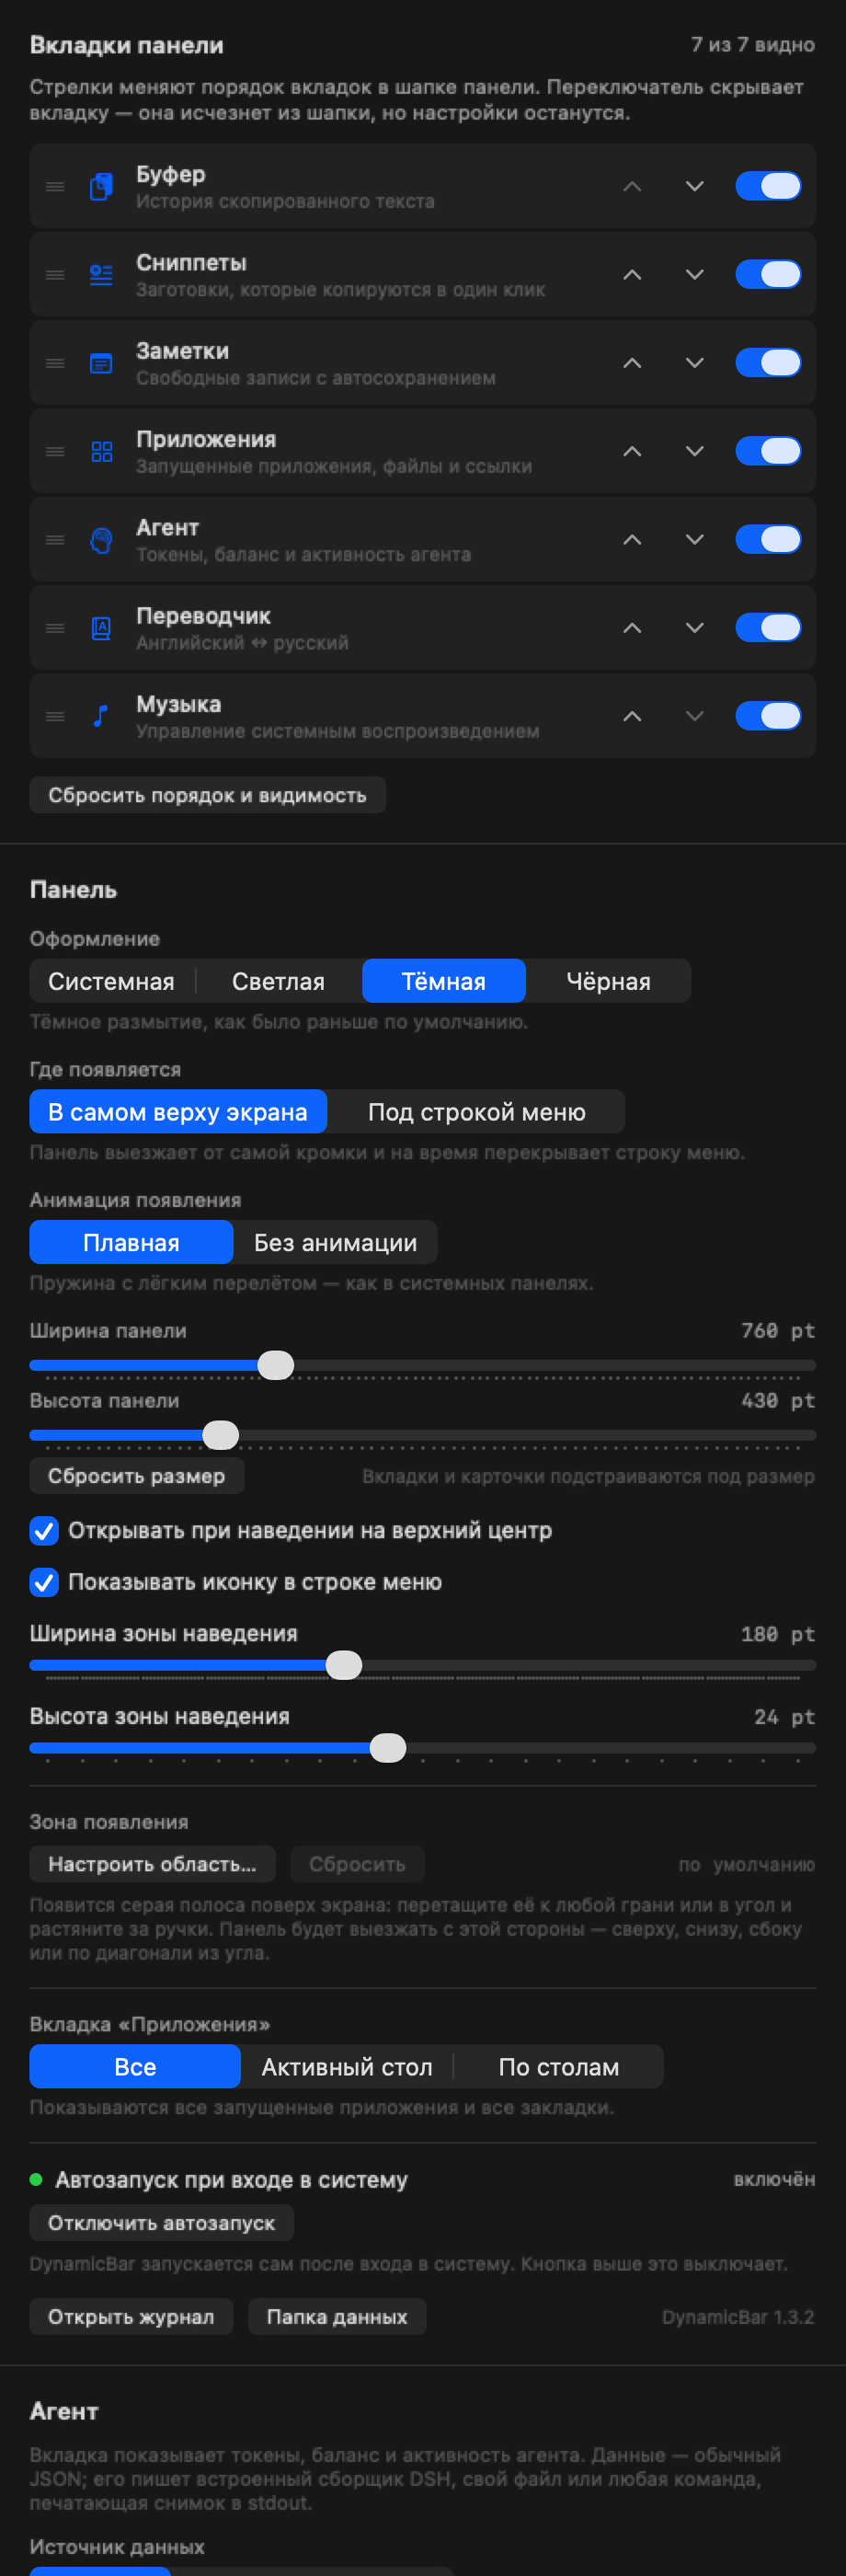 Вкладки панели
7 из 7 видно
Стрелки меняют порядок вкладок в шапке панели. Переключатель скрывает
вкладку — она исчезнет из шапки, но настройки останутся.
Буфер
История скопированного текста
Сниппеты
Заготовки, которые копируются в один клик
Заметки
Свободные записи с автосохранением
Приложения
Запущенные приложения, файлы и ссылки
Агент
Токены, баланс и активность агента
Переводчик
Английский ↔ русский
Музыка
Управление системным воспроизведением
Сбросить порядок и видимость
Панель
Оформление
Системная Светлая Тёмная Чёрная
Тёмное размытие, как было раньше по умолчанию.
Где появляется
В самом верху экрана Под строкой меню
Панель выезжает от самой кромки и на время перекрывает строку меню.
Анимация появления
Плавная Без анимации
Пружина с лёгким перелётом — как в системных панелях.
Ширина панели 760 pt
Высота панели 430 pt
Сбросить размер Вкладки и карточки подстраиваются под размер
Открывать при наведении на верхний центр
Показывать иконку в строке меню
Ширина зоны наведения 180 pt
Высота зоны наведения 24 pt
Зона появления
Настроить область... Сбросить по умолчанию
Появится серая полоса поверх экрана: перетащите её к любой грани или в угол и
растяните за ручки. Панель будет выезжать с этой стороны — сверху, снизу, сбоку
или по диагонали из угла.
Вкладка «Приложения»
Все Активный стол По столам
Показываются все запущенные приложения и все закладки.
Автозапуск при входе в систему включён
Отключить автозапуск
DynamicBar запускается сам после входа в систему. Кнопка выше это выключает.
Открыть журнал Папка данных DynamicBar 1.3.2
Агент
Вкладка показывает токены, баланс и активность агента. Данные — обычный
JSON; его пишет встроенный сборщик DSH, свой файл или любая команда,
печатающая снимок в stdout.
Источник данных